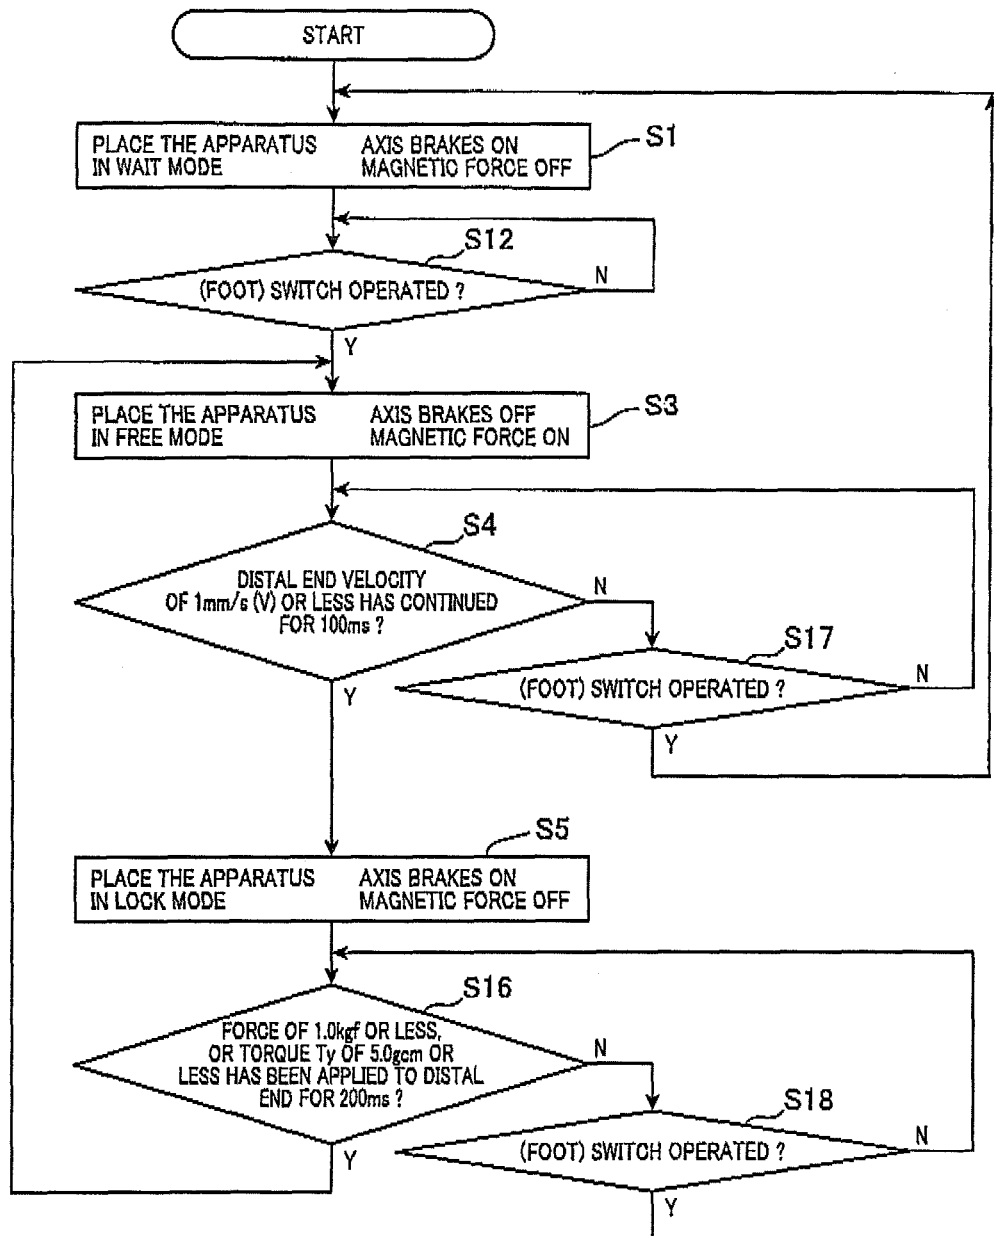 START
PLACE THE APPARATUS AXIS BRAKES ON
IN WAIT MODE MAGNETIC FORCE OFF
S1
S12
(FOOT) SWITCH OPERATED ?
N
Y
PLACE THE APPARATUS AXIS BRAKES OFF
IN FREE MODE MAGNETIC FORCE ON
S3
S4
DISTAL END VELOCITY
OF 1mm/s (V) OR LESS HAS CONTINUED
FOR 100ms ?
N
Y
S17
(FOOT) SWITCH OPERATED ?
N
Y
S5
PLACE THE APPARATUS AXIS BRAKES ON
IN LOCK MODE MAGNETIC FORCE OFF
S16
FORCE OF 1.0kgf OR LESS,
OR TORQUE Ty OF 5.0gcm OR
LESS HAS BEEN APPLIED TO DISTAL
END FOR 200ms ?
N
Y
S18
(FOOT) SWITCH OPERATED ?
N
Y